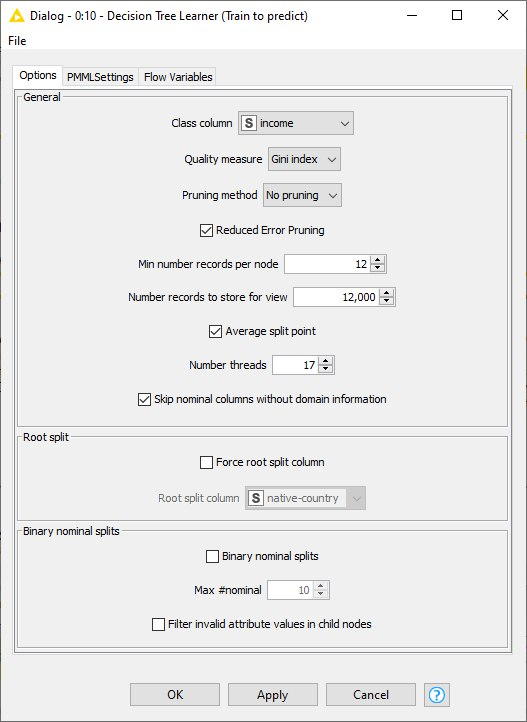 Dialog - 0:10 - Decision Tree Learner (Train to predict)
File
Options PMMLSettings Flow Variables
General
Class column S income
Quality measure Gini index
Pruning method No pruning
Reduced Error Pruning
Min number records per node 12
Number records to store for view 12,000
Average split point
Number threads 17
Skip nominal columns without domain information
Root split
Force root split column
Root split column S native-country
Binary nominal splits
Binary nominal splits
Max #nominal 10
Filter invalid attribute values in child nodes
OK Apply Cancel ?